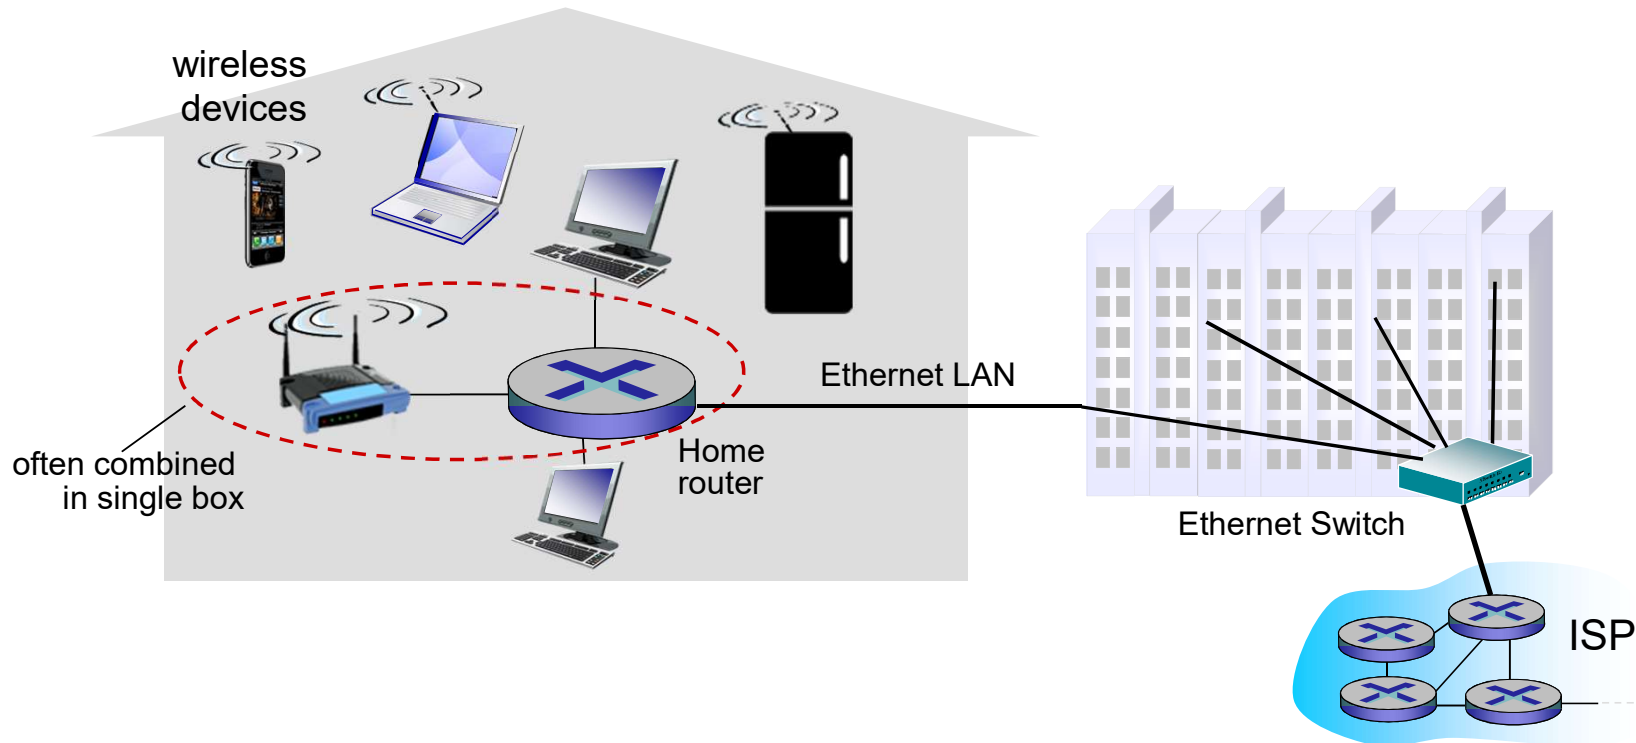 wireless
devices
Ethernet LAN
Home
router
often combined
in single box
Ethernet Switch
ISP